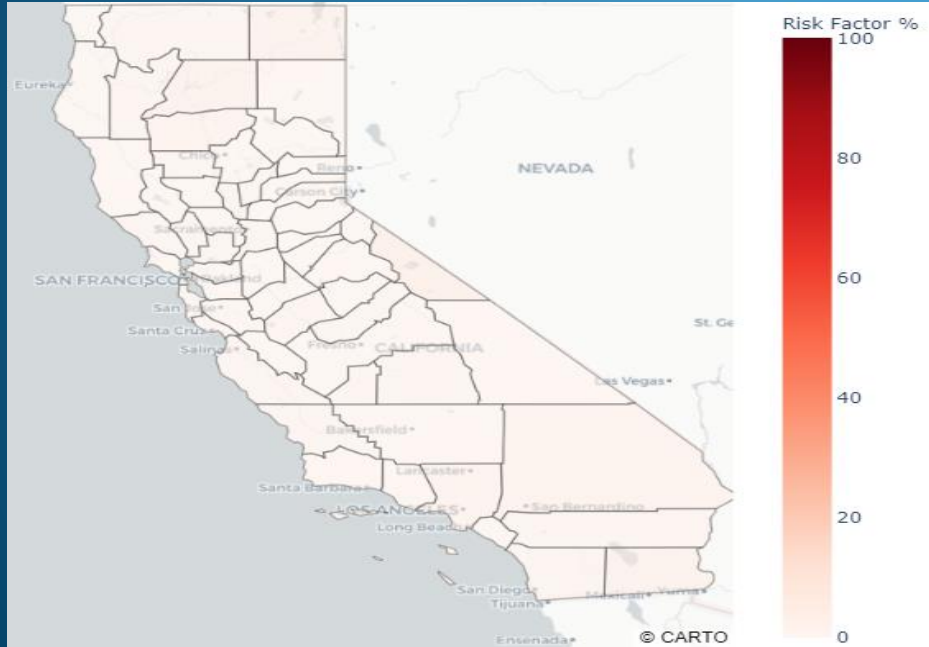 Risk Factor %
100
80
60
40
20
0
Eureka
Chico
Reno
Carson City
NEVADA
Sacramento
SAN FRANCISCO
Oakland
San Jose
Santa Cruz
Salinas
Fresno
CALIFORNIA
St. Ge
Las Vegas
Bakersfield
Lancaster
Santa Barbara
LOS ANGELES
San Bernardino
Long Beach
San Diego
Mexicali
Yuma
Tijuana
Ensenada
© CARTO